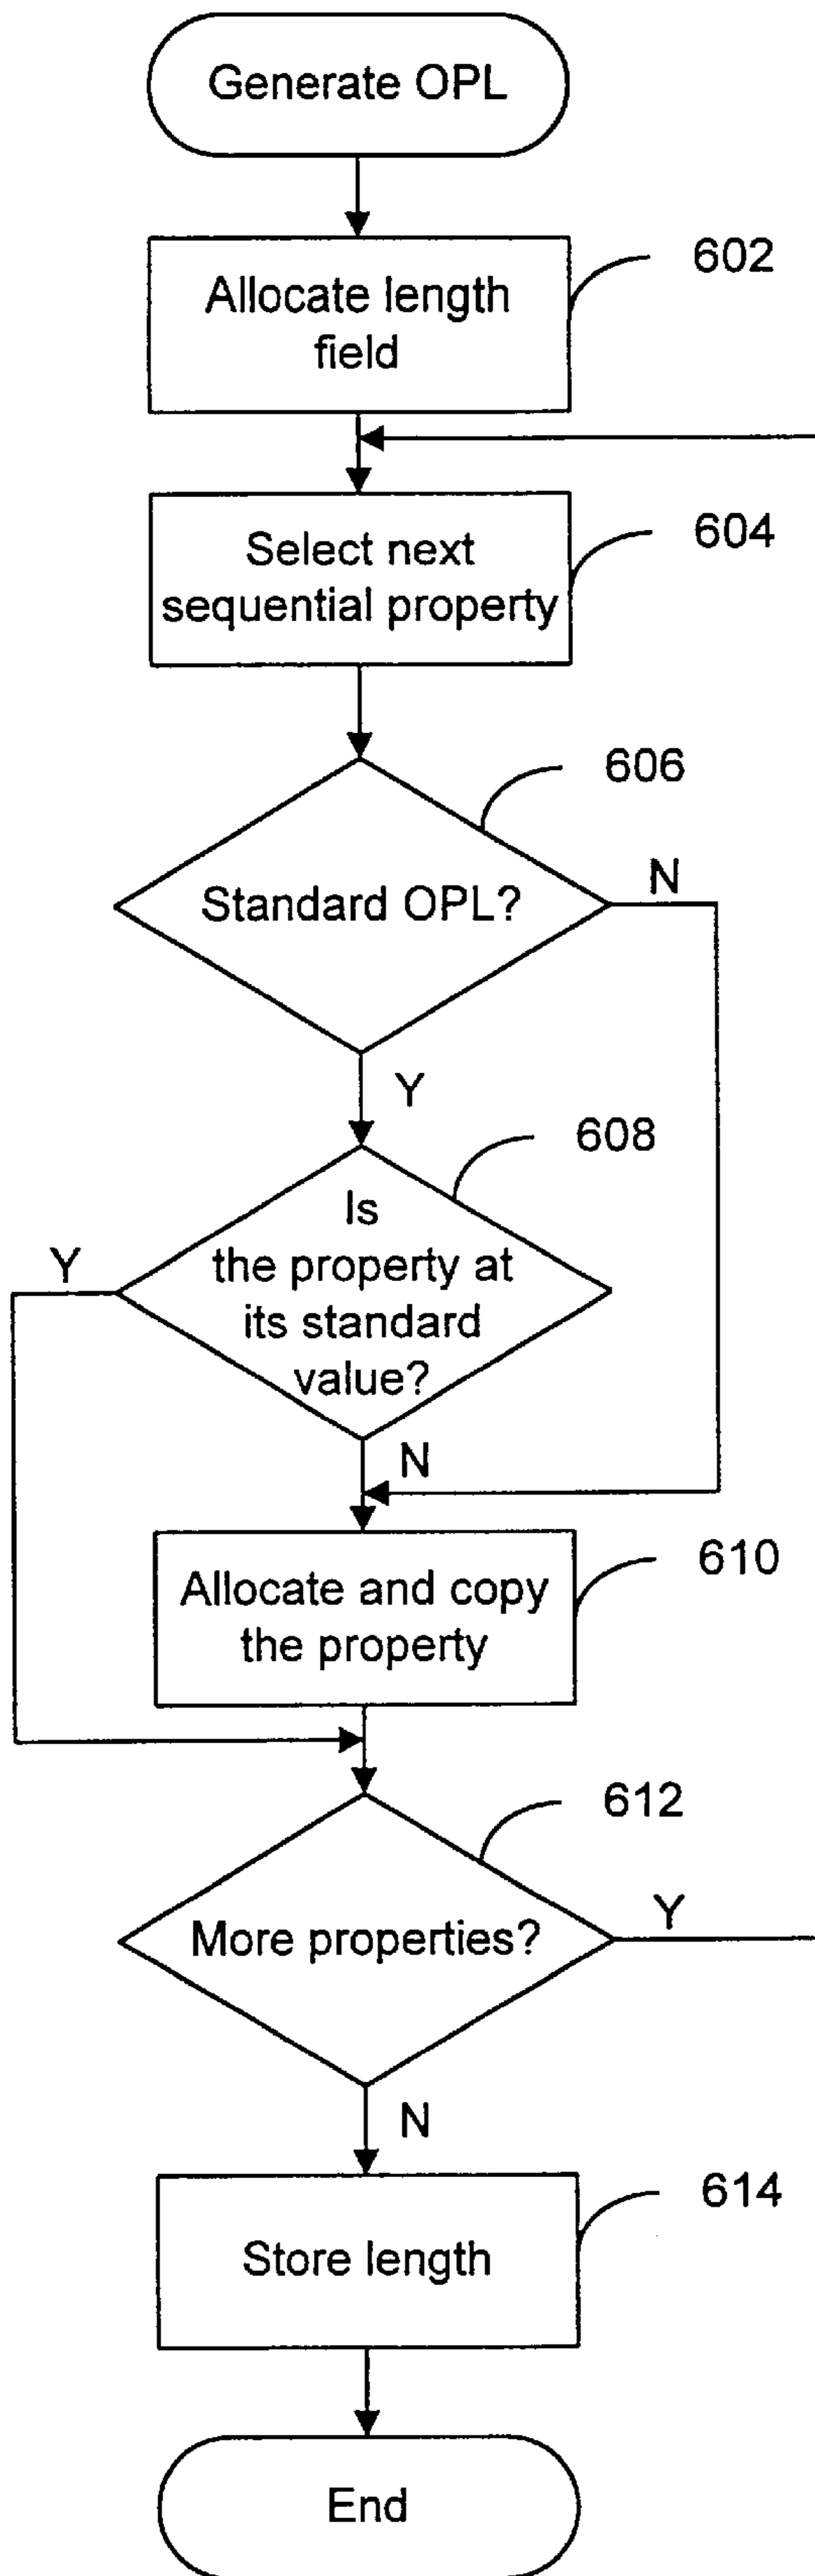 Generate OPL
602
Allocate length
field
604
Select next
sequential property
606
Standard OPL?
N
Y
608
Is
the property at
its standard
value?
Y
N
610
Allocate and copy
the property
612
More properties?
Y
N
614
Store length
End